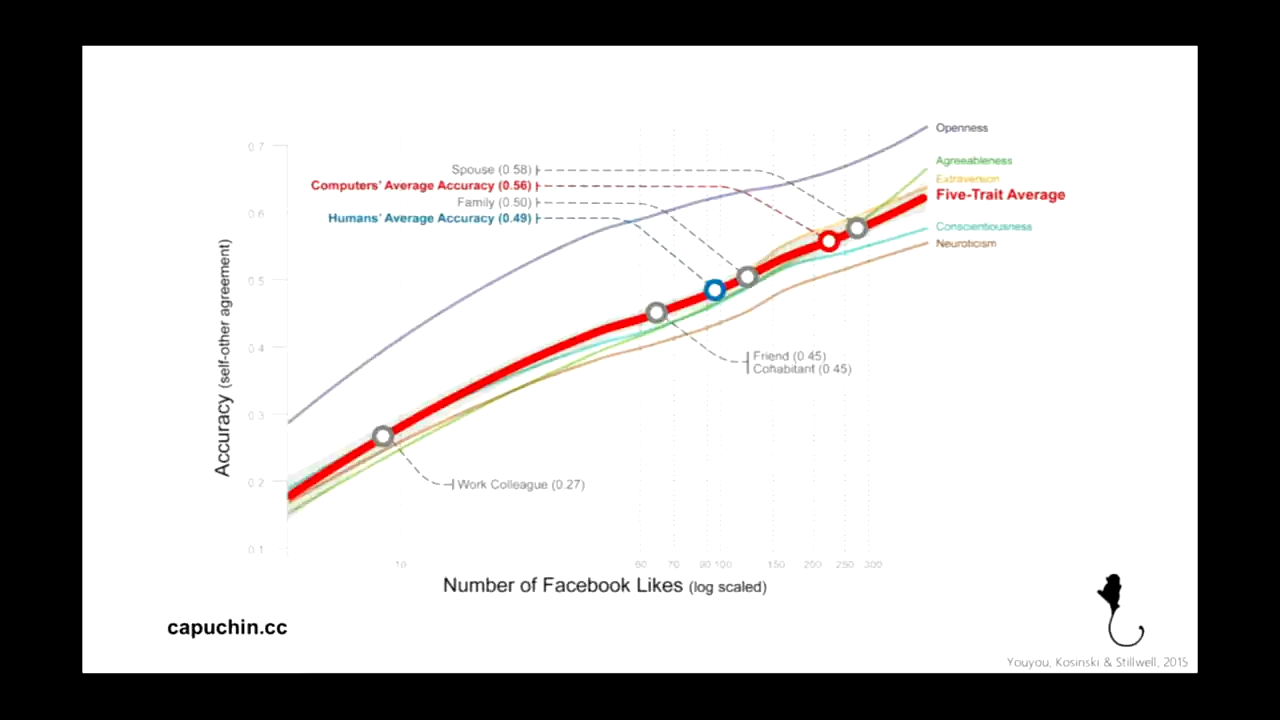 Openness
Agreeableness
Extraversion
Five-Trait Average
Conscientiousness
Neuroticism
Spouse (0.58)
Computers' Average Accuracy (0.56)
Family (0.50)
Humans' Average Accuracy (0.49)
Friend (0.45)
Cohabitant (0.45)
Work Colleague (0.27)
Accuracy (self-other agreement)
0.7
0.6
0.5
0.4
0.3
0.2
0.1
10 60 70 90 100 150 200 250 300
Number of Facebook Likes (log scaled)
capuchin.cc
Youyou, Kosinski & Stillwell, 2015